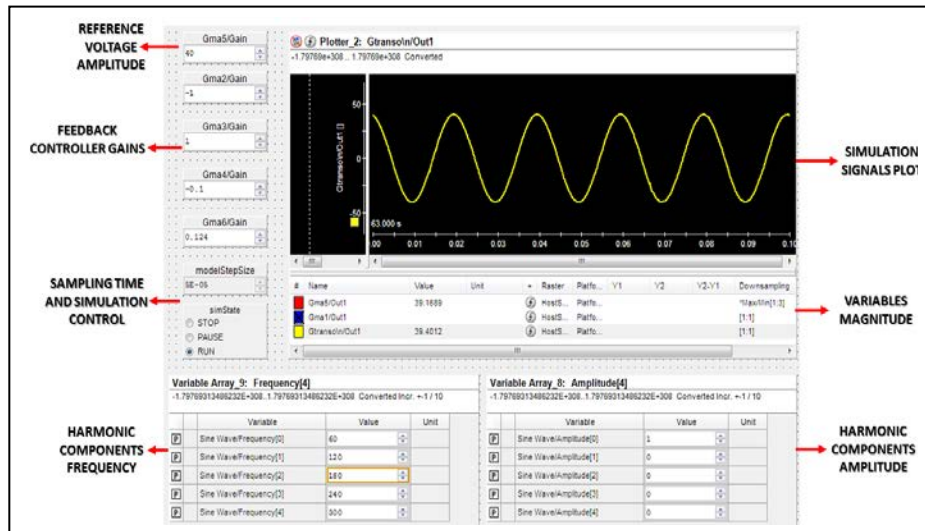 REFERENCE
VOLTAGE
AMPLITUDE
FEEDBACK
CONTROLLER GAINS
SAMPLING TIME
AND SIMULATION
CONTROL
HARMONIC
COMPONENTS
FREQUENCY
Gma5/Gain
40
Gma2/Gain
-1
Gma3/Gain
1
Gma4/Gain
-0.1
Gma6/Gain
0.124
modelStepSize
5E-05
simState
STOP
PAUSE
RUN
Plotter_2: Gtranso\n/Out1
-1.79769e+308...1.79769e+308 Converted
Gtranso\n/Out1 []
50
0
-50
63.000 s
0.00 0.01 0.02 0.03 0.04 0.05 0.06 0.07 0.08 0.09 0.10
# Name Value Unit Raster Platfo... Y1 Y2 Y2-Y1 Downsampling
Gma5/Out1 39.1689 HostS... Platfo... *Max/Min[1:3]
Gma1/Out1 HostS... Platfo... [1:1]
Gtranso\n/Out1 39.4012 HostS... Platfo... [1:1]
Variable Array_9: Frequency[4]
-1.79769313486232E+308..1.79769313486232E+308 Converted Incr. +-1 / 10
Variable Value Unit
P Sine Wave/Frequency[0] 60
P Sine Wave/Frequency[1] 120
P Sine Wave/Frequency[2] 180
P Sine Wave/Frequency[3] 240
P Sine Wave/Frequency[4] 300
Variable Array_8: Amplitude[4]
-1.79769313486232E+308..1.79769313486232E+308 Converted Incr. +-1 / 10
Variable Value Unit
P Sine Wave/Amplitude[0] 1
P Sine Wave/Amplitude[1] 0
P Sine Wave/Amplitude[2] 0
P Sine Wave/Amplitude[3] 0
P Sine Wave/Amplitude[4] 0
SIMULATION
SIGNALS PLOT
VARIABLES
MAGNITUDE
HARMONIC
COMPONENTS
AMPLITUDE